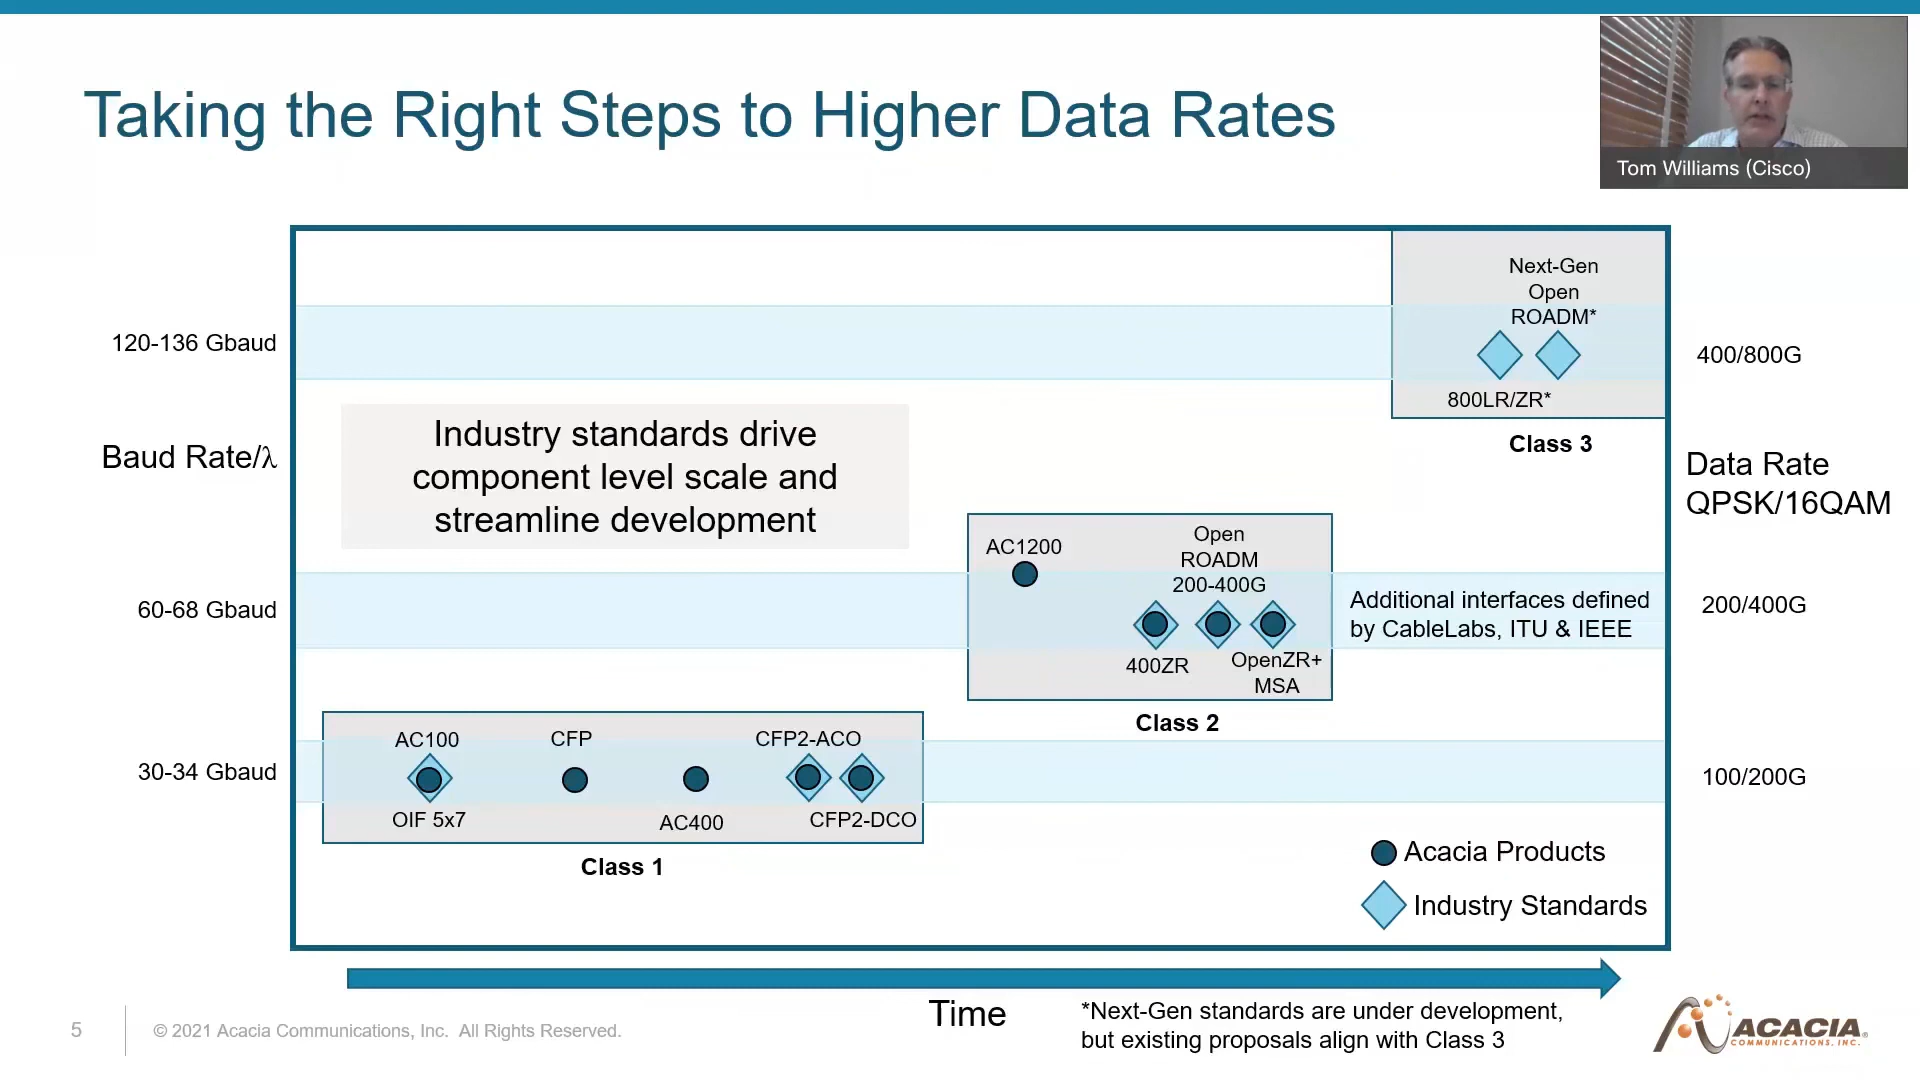 Taking the Right Steps to Higher Data Rates
Tom Williams (Cisco)
Next-Gen
Open
ROADM*
120-136 Gbaud
400/800G
800LR/ZR*
Class 3
Industry standards drive
component level scale and
streamline development
Baud Rate/λ
Data Rate
QPSK/16QAM
AC1200
Open
ROADM
200-400G
60-68 Gbaud
Additional interfaces defined
by CableLabs, ITU & IEEE
200/400G
400ZR
OpenZR+
MSA
Class 2
AC100
CFP
CFP2-ACO
30-34 Gbaud
100/200G
OIF 5x7
AC400
CFP2-DCO
Class 1
Acacia Products
Industry Standards
Time
*Next-Gen standards are under development,
but existing proposals align with Class 3
5
© 2021 Acacia Communications, Inc. All Rights Reserved.
ACACIA®
COMMUNICATIONS, INC.